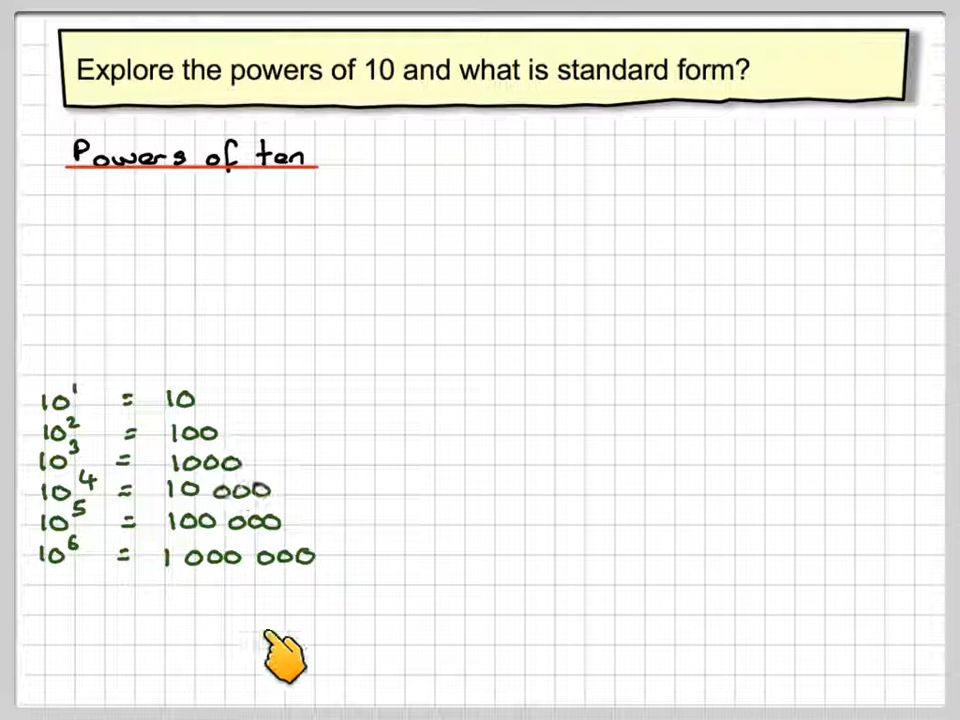 Explore the powers of 10 and what is standard form?
Powers of ten
10¹ = 10
10² = 100
10³ = 1000
10⁴ = 10 000
10⁵ = 100 000
10⁶ = 1 000 000